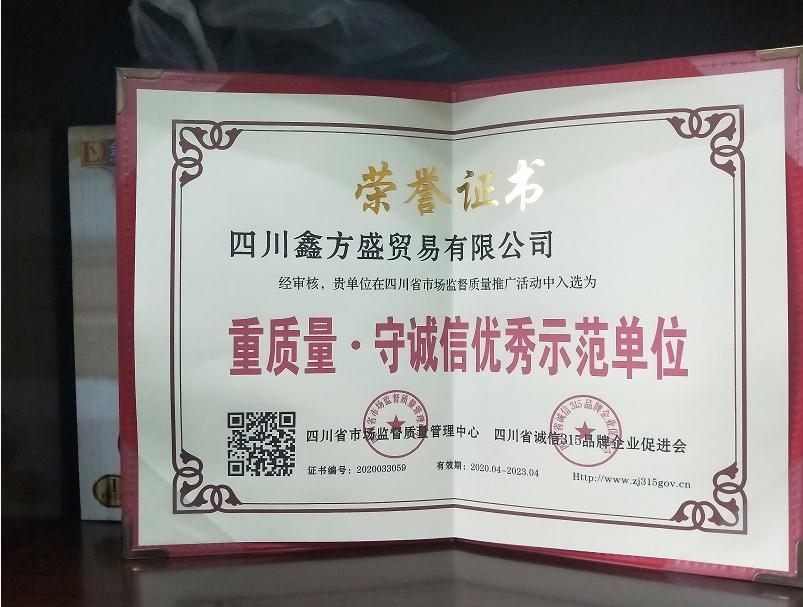 荣誉证书
四川鑫方盛贸易有限公司
经审核，贵单位在四川省市场监督质量推广活动中入选为
重质量·守诚信优秀示范单位
四川省市场监督质量管理中心 四川省诚信315品牌企业促进会
证书编号：2020033059 有效期：2020.04-2023.04
Http://www.zj315gov.cn